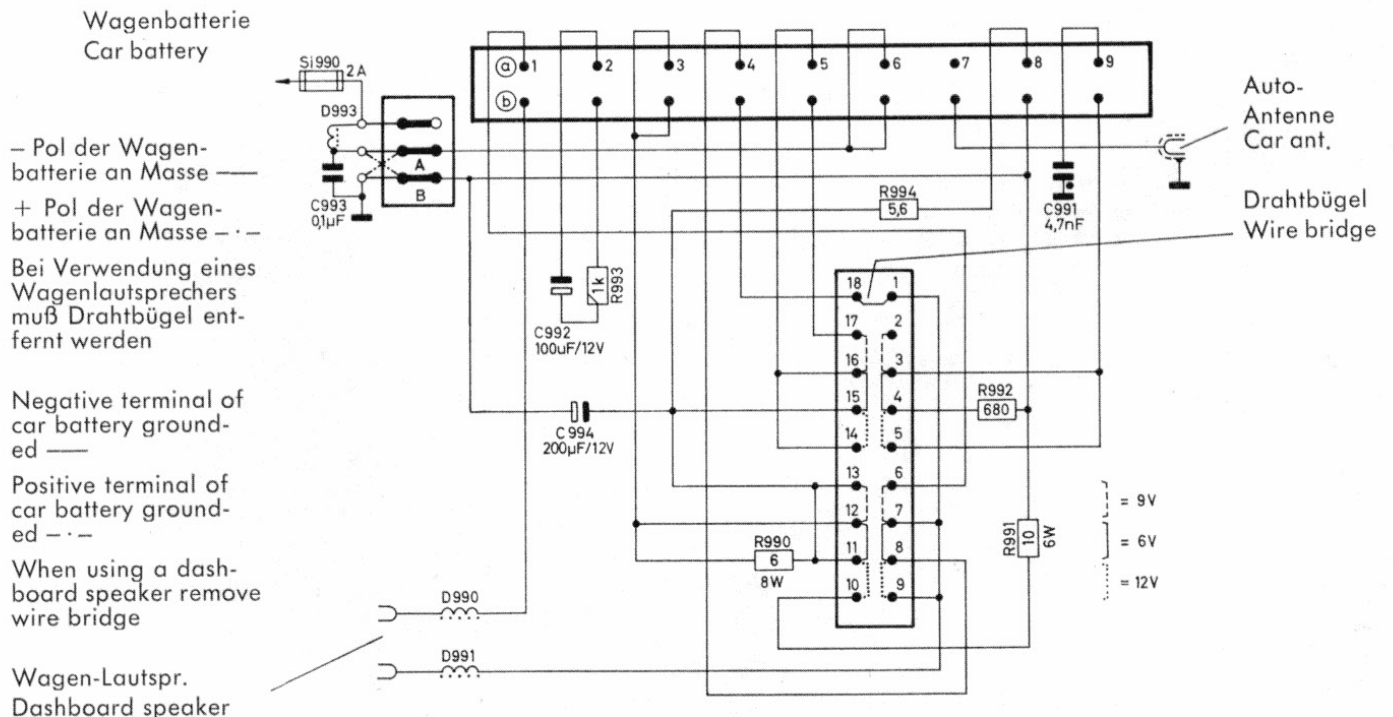 Wagenbatterie
Car battery
Si990
2A
D993
– Pol der Wagen-
batterie an Masse ——
C993
0,1µF
+ Pol der Wagen-
batterie an Masse – · –
Bei Verwendung eines
Wagenlautsprechers
muß Drahtbügel ent-
fernt werden
Negative terminal of
car battery ground-
ed ——
Positive terminal of
car battery ground-
ed – · –
When using a dash-
board speaker remove
wire bridge
Wagen-Lautspr.
Dashboard speaker
A
B
a 1 2 3 4 5 6 7 8 9
b
Auto-
Antenne
Car ant.
Drahtbügel
Wire bridge
R994
5,6
C991
4,7nF
R993
1k
C992
100uF/12V
C994
200µF/12V
18 1
17 2
16 3
15 4
14 5
13 6
12 7
11 8
10 9
R992
680
R991
10
6W
R990
6
8W
D990
D991
= 9V
= 6V
= 12V